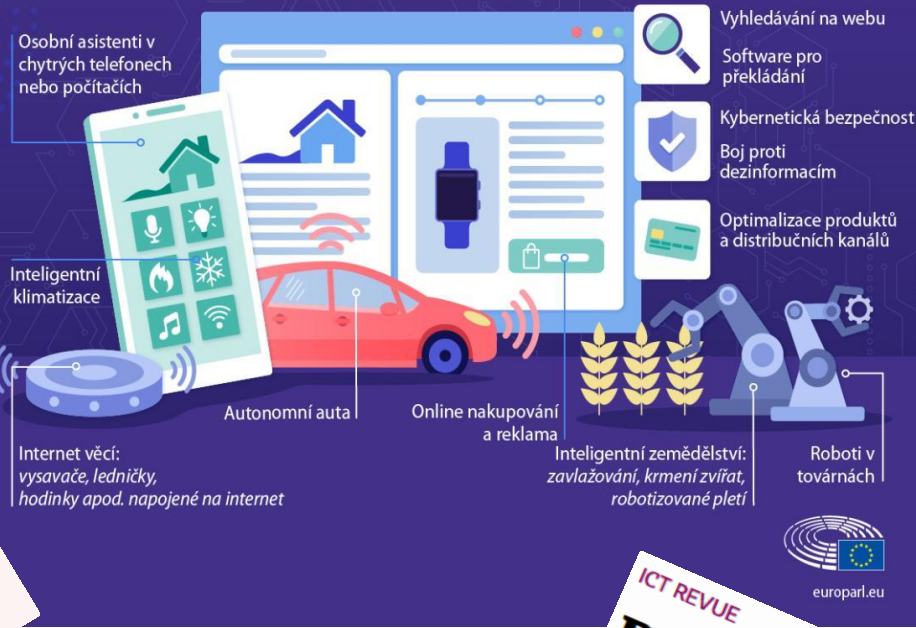 Osobní asistenti v
chytrých telefonech
nebo počítačích
Vyhledávání na webu
Software pro
překládání
Kybernetická bezpečnost
Boj proti
dezinformacím
Optimalizace produktů
a distribučních kanálů
Inteligentní
klimatizace
Autonomní auta
Online nakupování
a reklama
Internet věcí:
vysavače, ledničky,
hodinky apod. napojené na internet
Inteligentní zemědělství:
zavlažování, krmení zvířat,
robotizované pletí
Roboti v
továrnách
europarl.eu
ICT REVUE